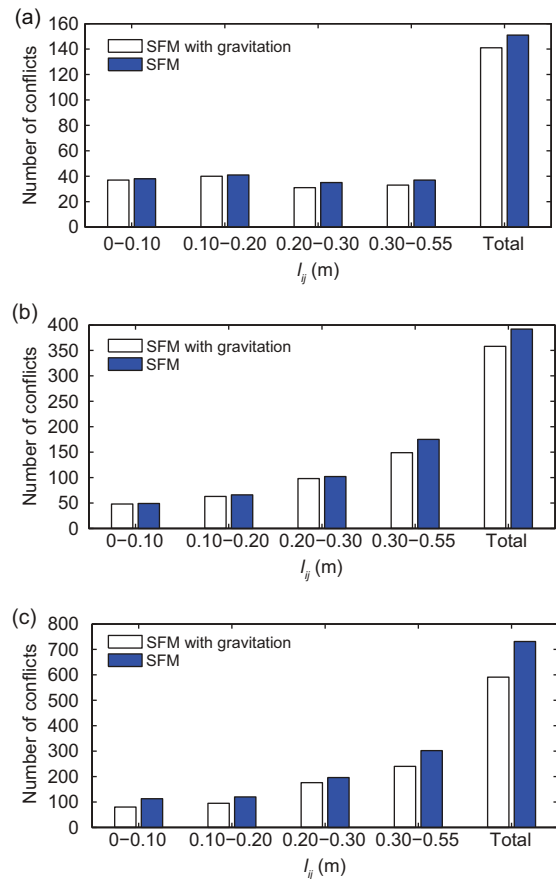 (a)
160
140
120
100
80
60
40
20
0
Number of conflicts
SFM with gravitation
SFM
0−0.10 0.10−0.20 0.20−0.30 0.30−0.55 Total
l_ij (m)
(b)
400
350
300
250
200
150
100
50
0
Number of conflicts
SFM with gravitation
SFM
0−0.10 0.10−0.20 0.20−0.30 0.30−0.55 Total
l_ij (m)
(c)
800
700
600
500
400
300
200
100
0
Number of conflicts
SFM with gravitation
SFM
0−0.10 0.10−0.20 0.20−0.30 0.30−0.55 Total
l_ij (m)